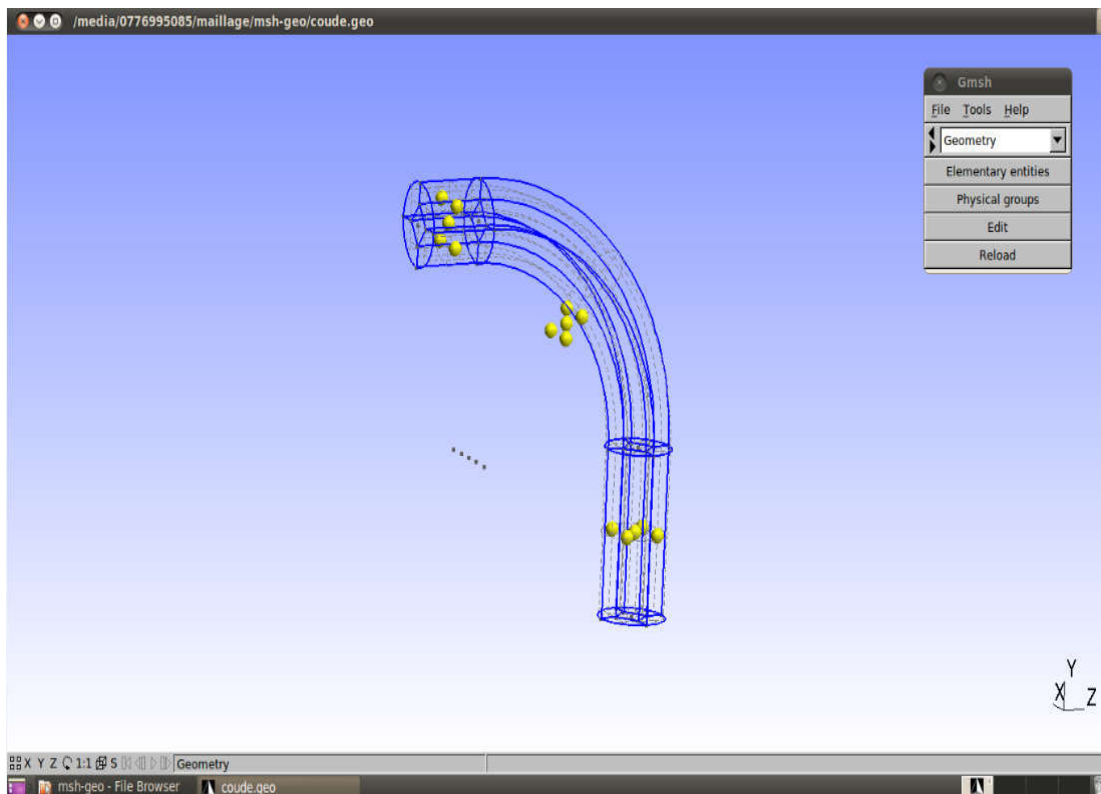 /media/0776995085/maillage/msh-geo/coude.geo
Gmsh
File Tools Help
Geometry
Elementary entities
Physical groups
Edit
Reload
Y
X Z
X Y Z 1:1 S Geometry
msh-geo - File Browser coude.geo